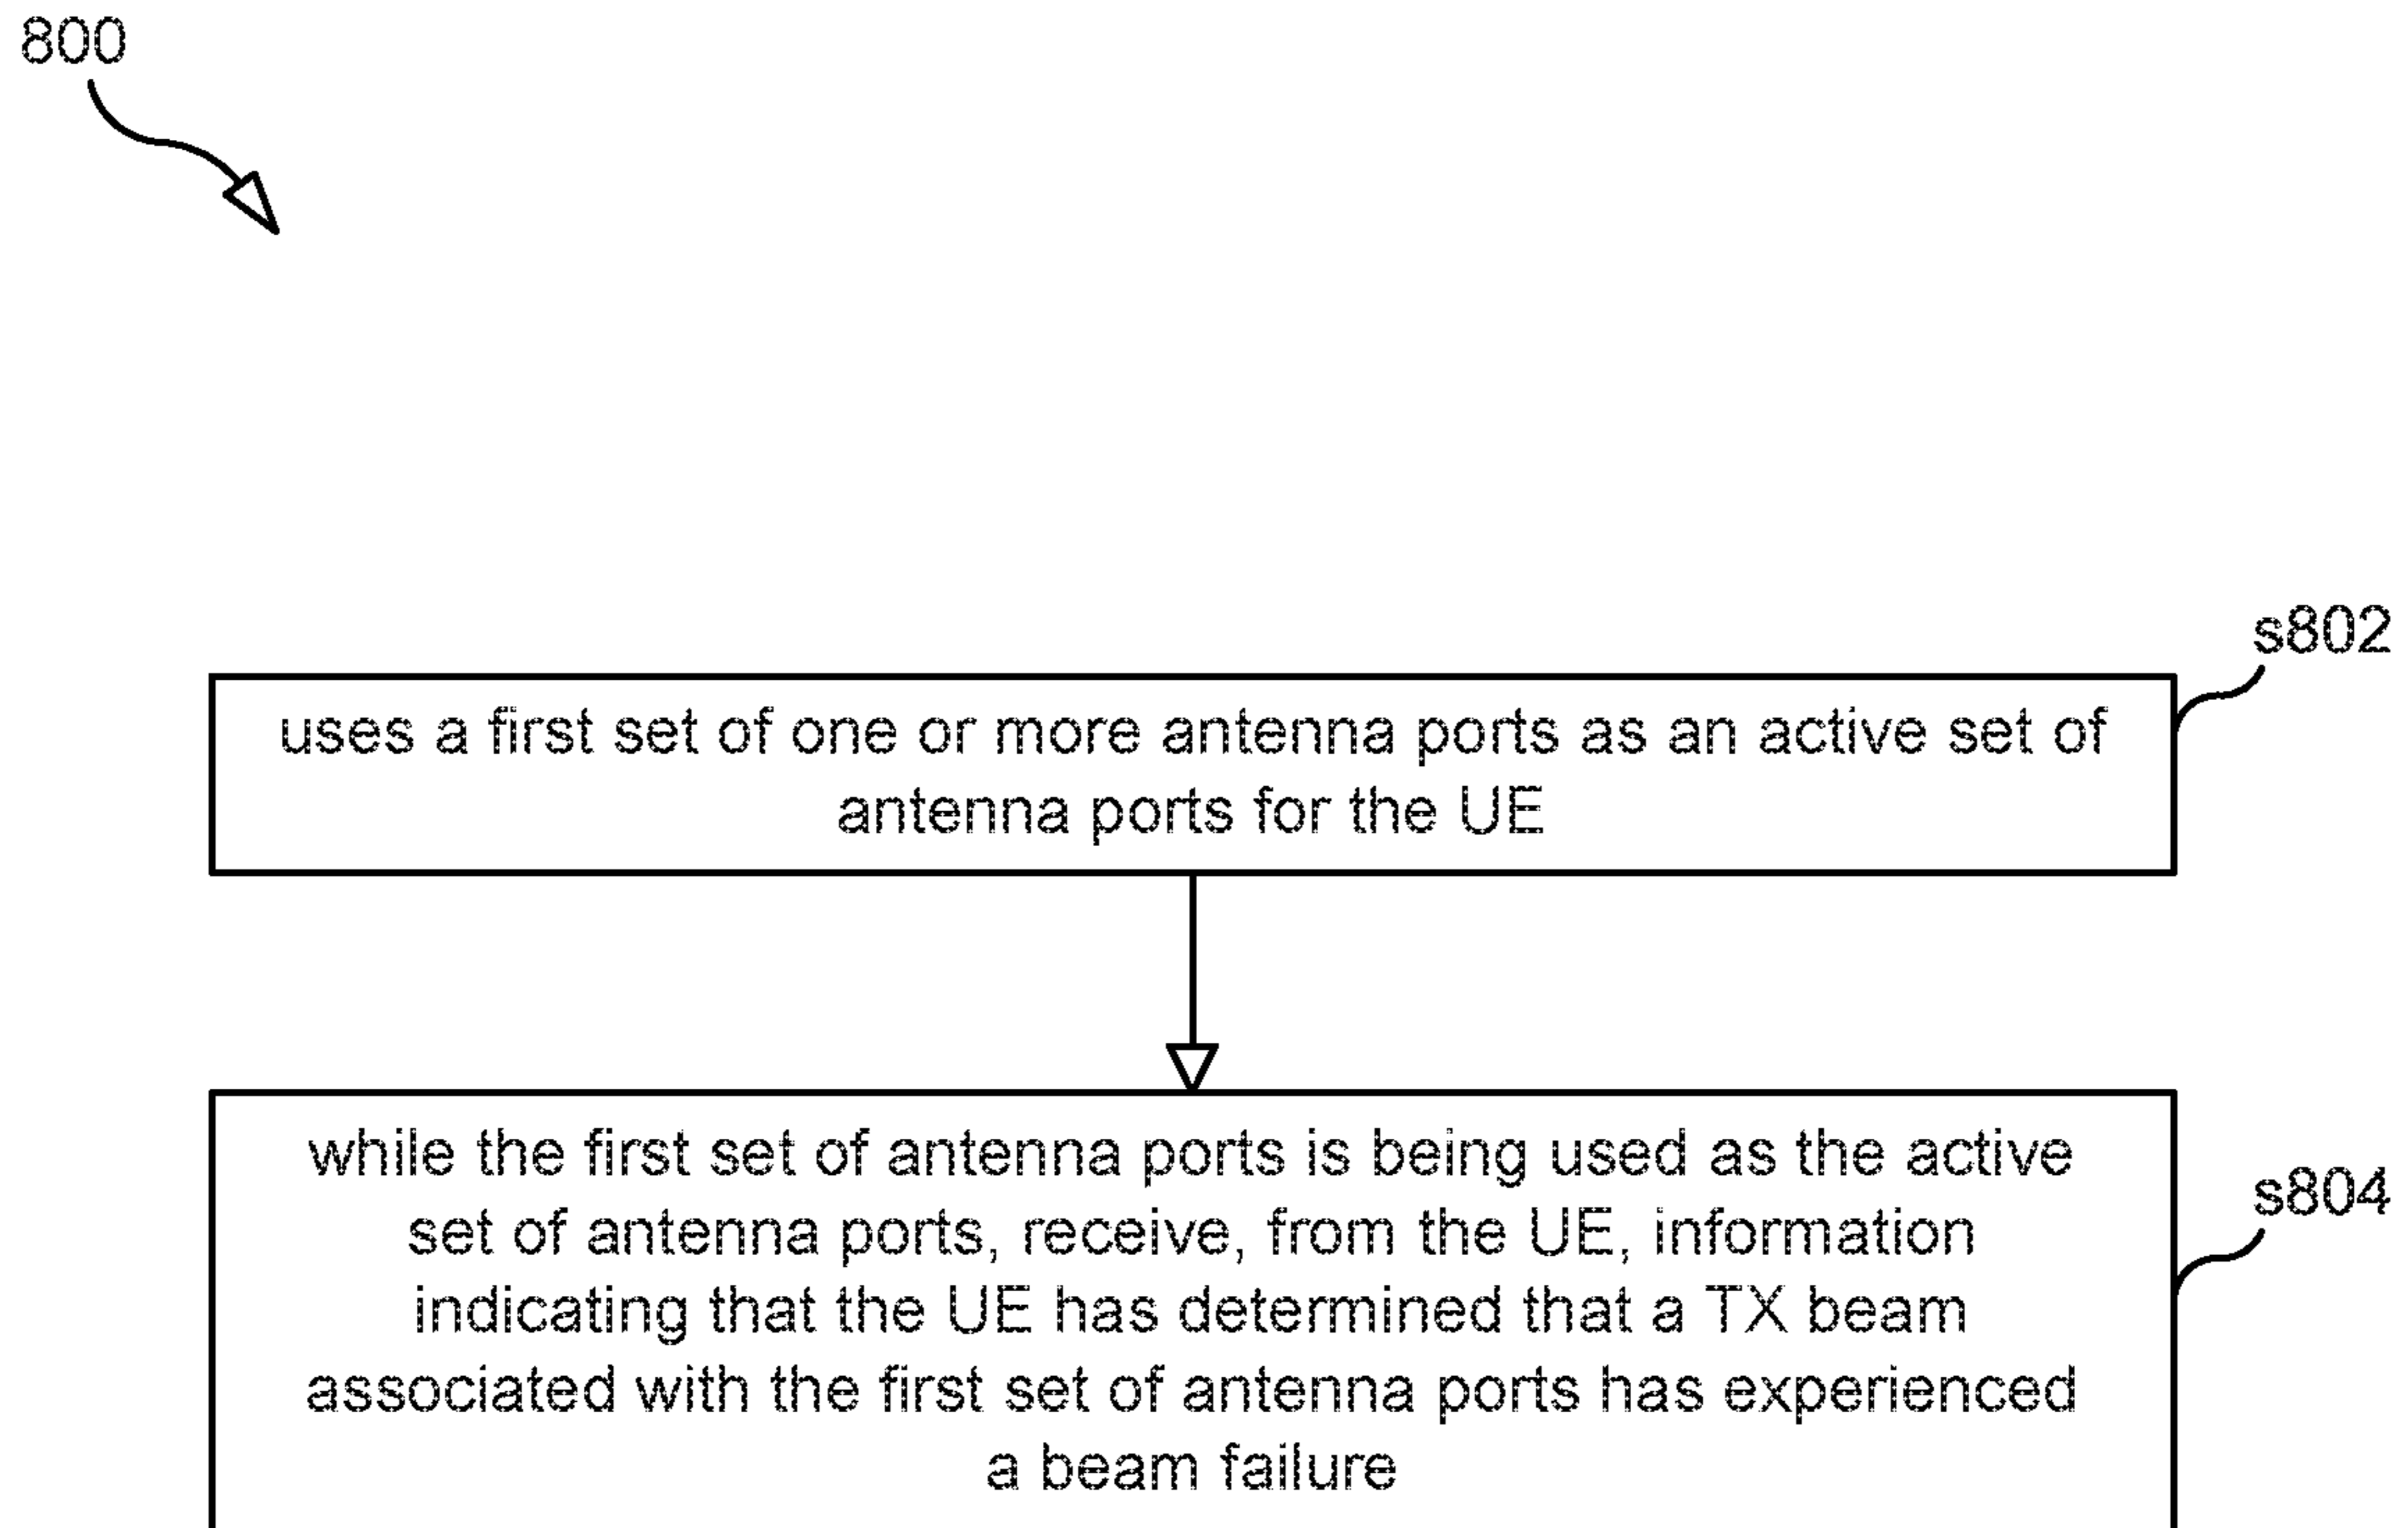 800
s802
uses a first set of one or more antenna ports as an active set of
antenna ports for the UE
while the first set of antenna ports is being used as the active
set of antenna ports, receive, from the UE, information
indicating that the UE has determined that a TX beam
associated with the first set of antenna ports has experienced
a beam failure
s804